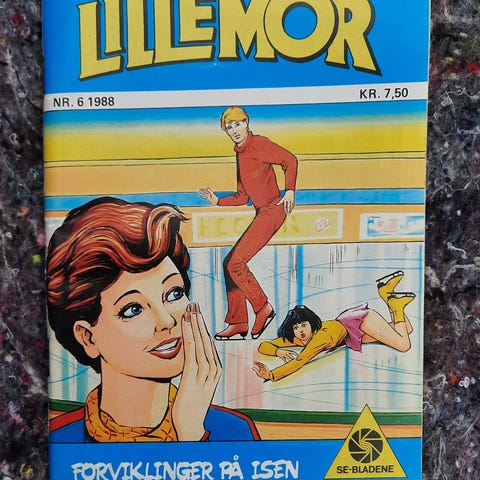 LILLEMOR
NR. 6 1988
KR. 7,50
FORVIKLINGER PÅ ISEN
SE-BLADENE